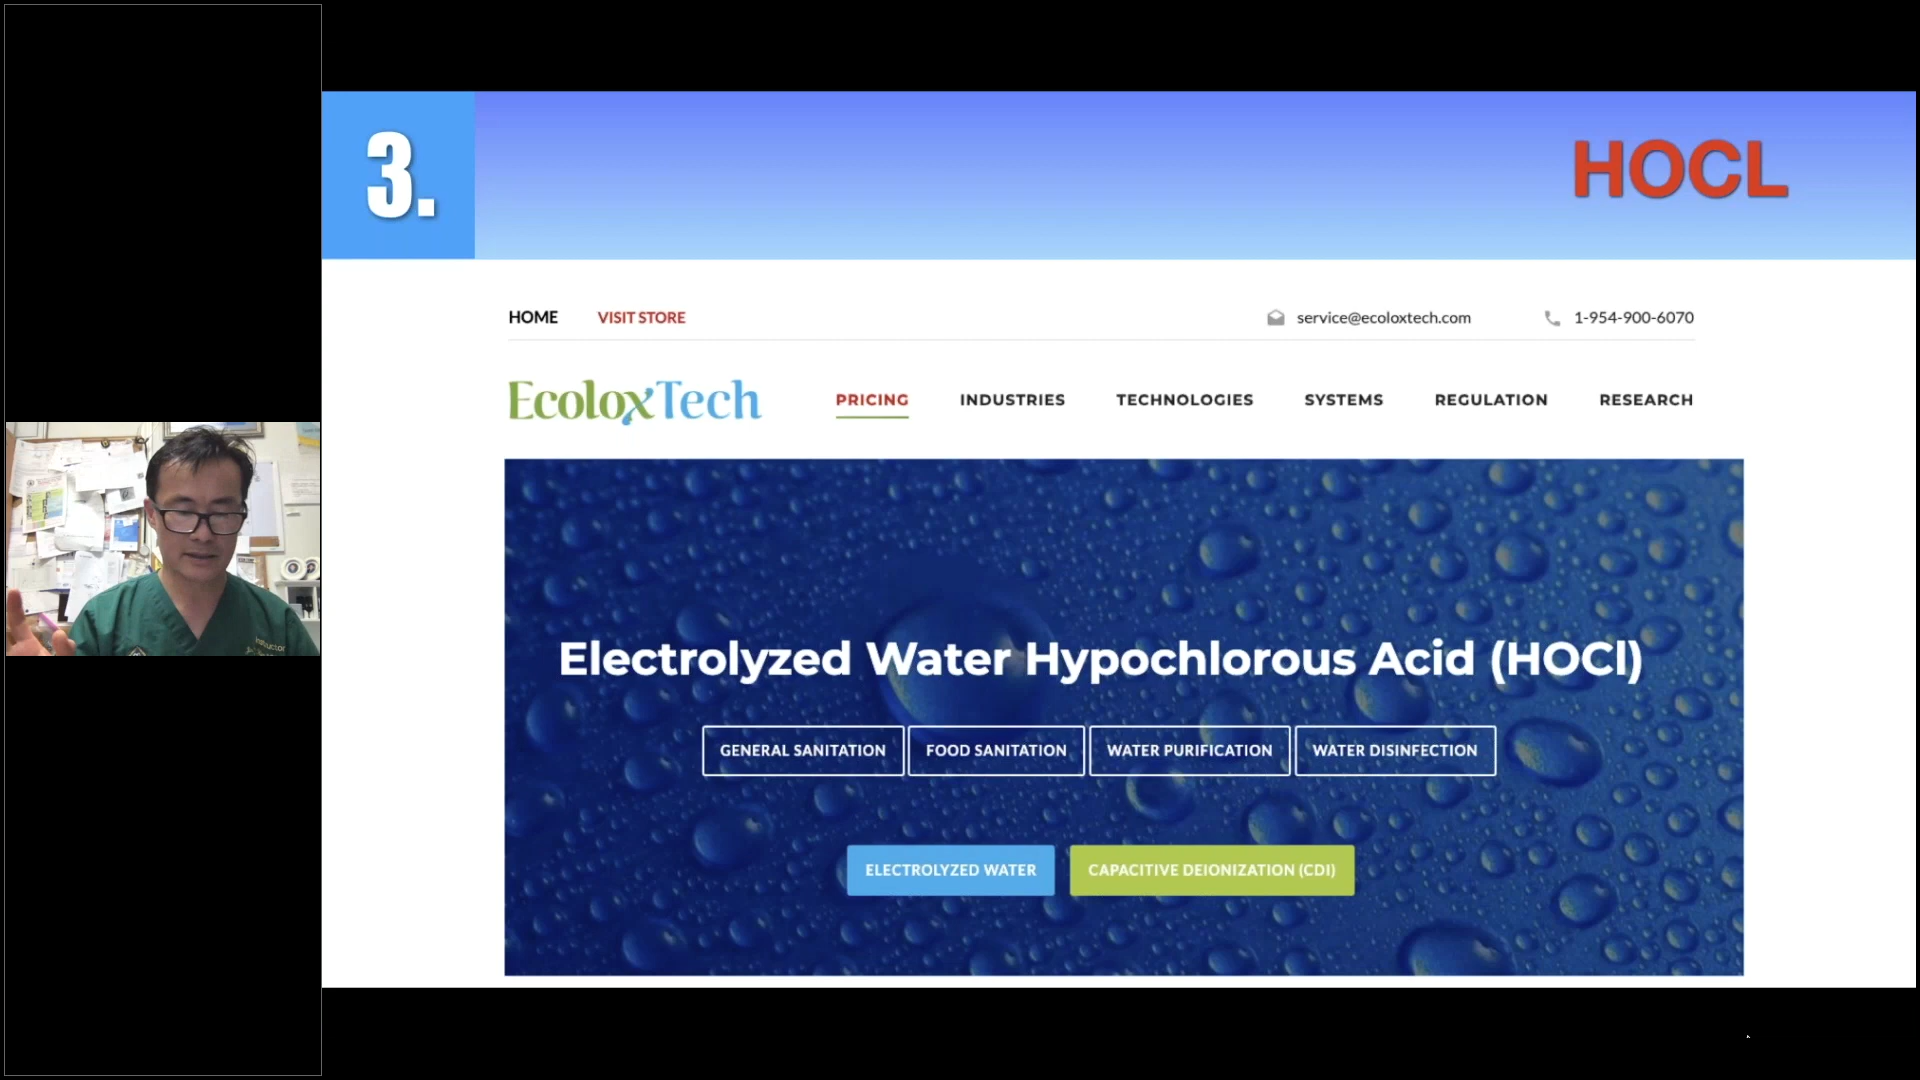 3.
HOCL
HOME VISIT STORE service@ecoloxtech.com 1-954-900-6070
EcoloxTech PRICING INDUSTRIES TECHNOLOGIES SYSTEMS REGULATION RESEARCH
Electrolyzed Water Hypochlorous Acid (HOCl)
GENERAL SANITATION FOOD SANITATION WATER PURIFICATION WATER DISINFECTION
ELECTROLYZED WATER CAPACITIVE DEIONIZATION (CDI)
Instructor